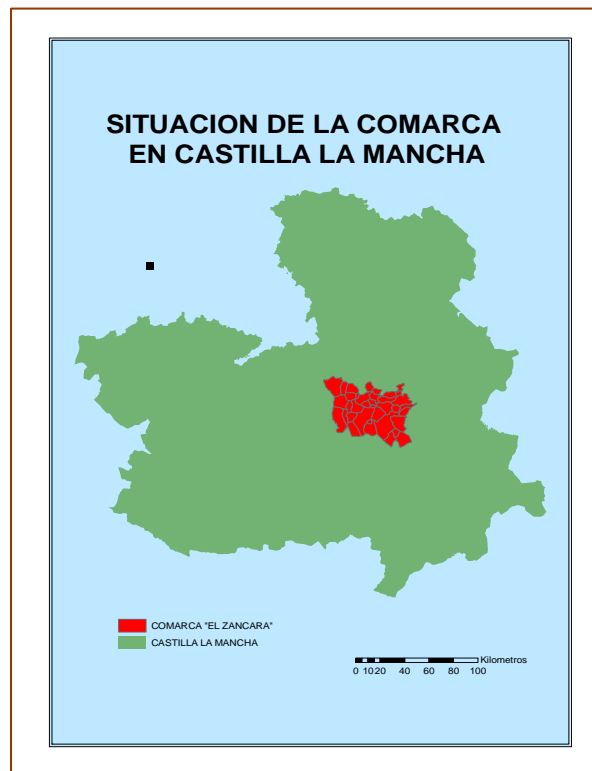 SITUACION DE LA COMARCA
EN CASTILLA LA MANCHA
COMARCA "EL ZANCARA"
CASTILLA LA MANCHA
Kilometros
0 10 20 40 60 80 100